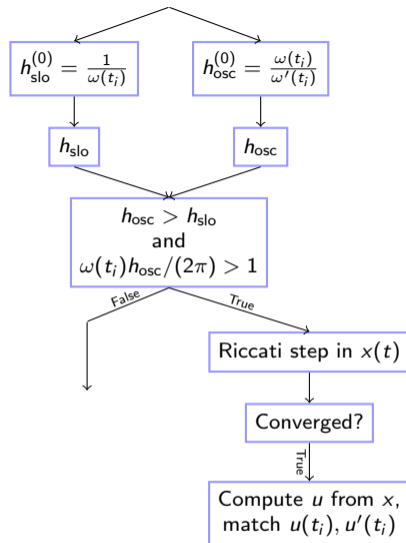 h_slo^(0) = 1/ω(t_i)
h_osc^(0) = ω(t_i)/ω′(t_i)
h_slo
h_osc
h_osc > h_slo
and
ω(t_i)h_osc/(2π) > 1
False
True
Riccati step in x(t)
Converged?
True
Compute u from x,
match u(t_i), u′(t_i)